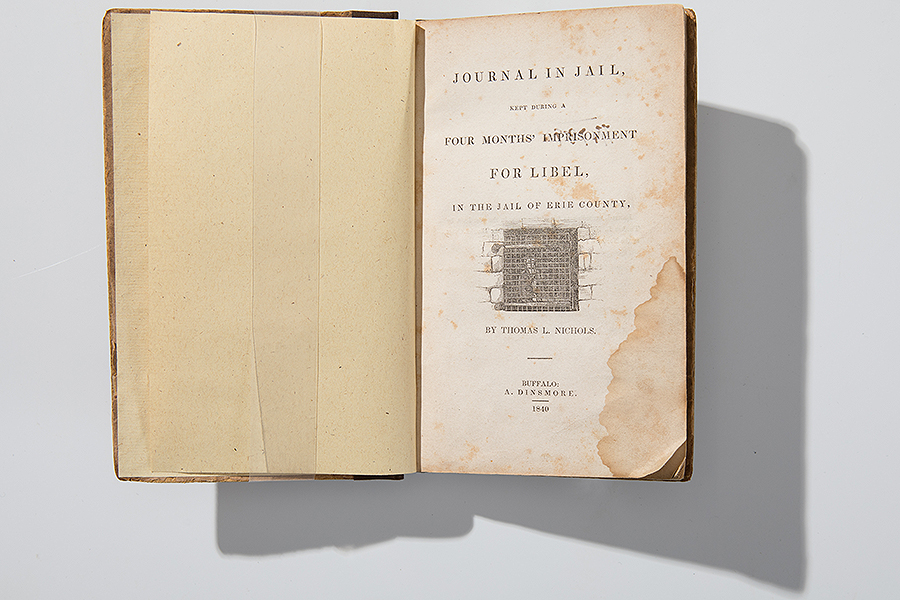 JOURNAL IN JAIL,
KEPT DURING A
FOUR MONTHS' IMPRISONMENT
FOR LIBEL,
IN THE JAIL OF ERIE COUNTY,
BY THOMAS L. NICHOLS.
BUFFALO:
A. DINSMORE.
1840